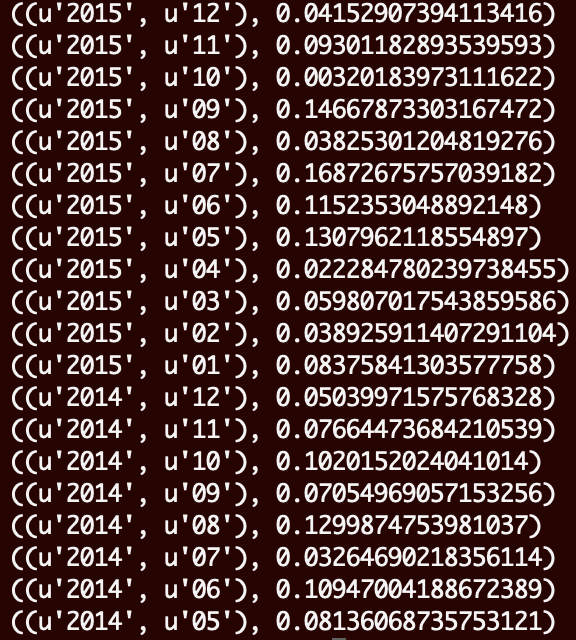 ((u'2015', u'12'), 0.04152907394113416)
((u'2015', u'11'), 0.09301182893539593)
((u'2015', u'10'), 0.00320183973111622)
((u'2015', u'09'), 0.14667873303167472)
((u'2015', u'08'), 0.03825301204819276)
((u'2015', u'07'), 0.16872675757039182)
((u'2015', u'06'), 0.1152353048892148)
((u'2015', u'05'), 0.1307962118554897)
((u'2015', u'04'), 0.022284780239738455)
((u'2015', u'03'), 0.059807017543859586)
((u'2015', u'02'), 0.038925911407291104)
((u'2015', u'01'), 0.08375841303577758)
((u'2014', u'12'), 0.05039971575768328)
((u'2014', u'11'), 0.07664473684210539)
((u'2014', u'10'), 0.1020152024041014)
((u'2014', u'09'), 0.07054969057153256)
((u'2014', u'08'), 0.1299874753981037)
((u'2014', u'07'), 0.03264690218356114)
((u'2014', u'06'), 0.10947004188672389)
((u'2014', u'05'), 0.08136068735753121)